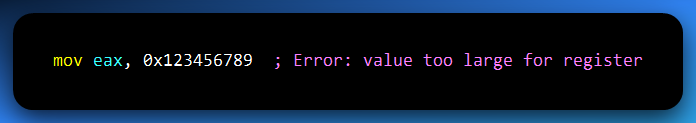 mov eax, 0x123456789  ; Error: value too large for register